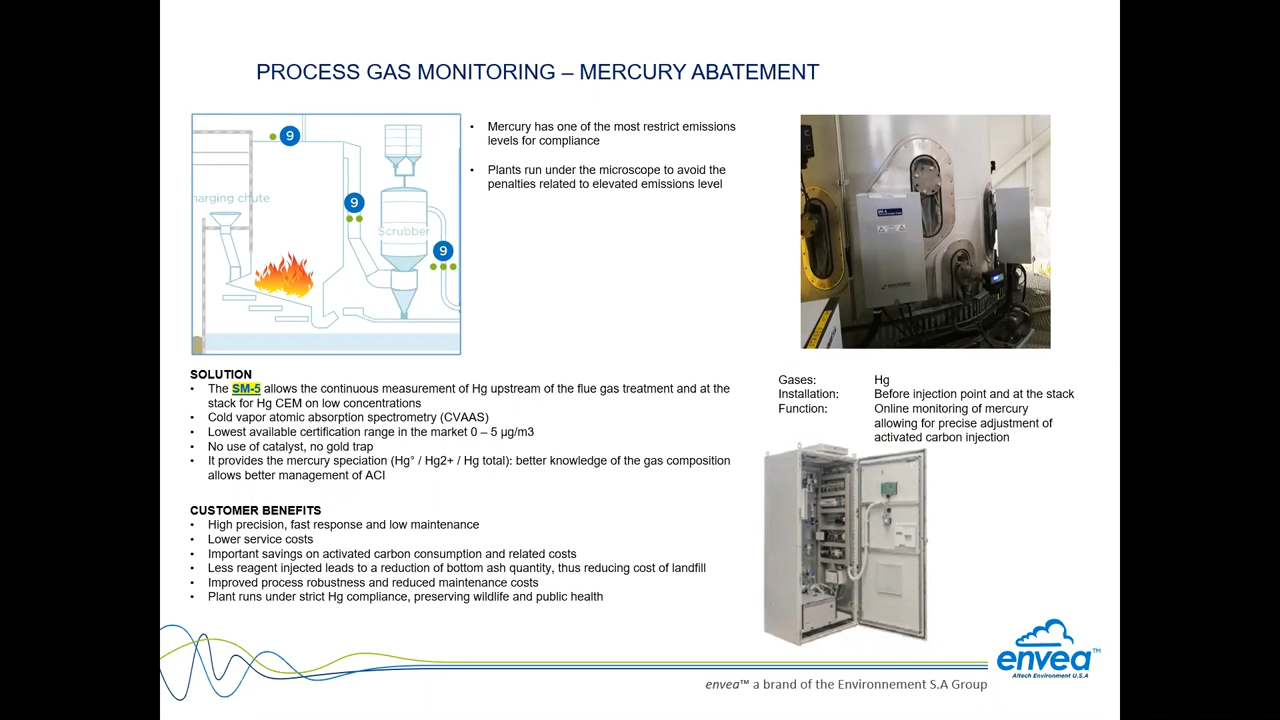 PROCESS GAS MONITORING – MERCURY ABATEMENT
9
9
harging chute
Scrubber
9
• Mercury has one of the most restrict emissions
levels for compliance
• Plants run under the microscope to avoid the
penalties related to elevated emissions level
SOLUTION
• The SM-5 allows the continuous measurement of Hg upstream of the flue gas treatment and at the
stack for Hg CEM on low concentrations
• Cold vapor atomic absorption spectrometry (CVAAS)
• Lowest available certification range in the market 0 – 5 µg/m3
• No use of catalyst, no gold trap
• It provides the mercury speciation (Hg° / Hg2+ / Hg total): better knowledge of the gas composition
allows better management of ACI
CUSTOMER BENEFITS
• High precision, fast response and low maintenance
• Lower service costs
• Important savings on activated carbon consumption and related costs
• Less reagent injected leads to a reduction of bottom ash quantity, thus reducing cost of landfill
• Improved process robustness and reduced maintenance costs
• Plant runs under strict Hg compliance, preserving wildlife and public health
Gases: Hg
Installation: Before injection point and at the stack
Function: Online monitoring of mercury
allowing for precise adjustment of
activated carbon injection
envea™
Altech Environment U.S.A
envea™ a brand of the Environnement S.A Group